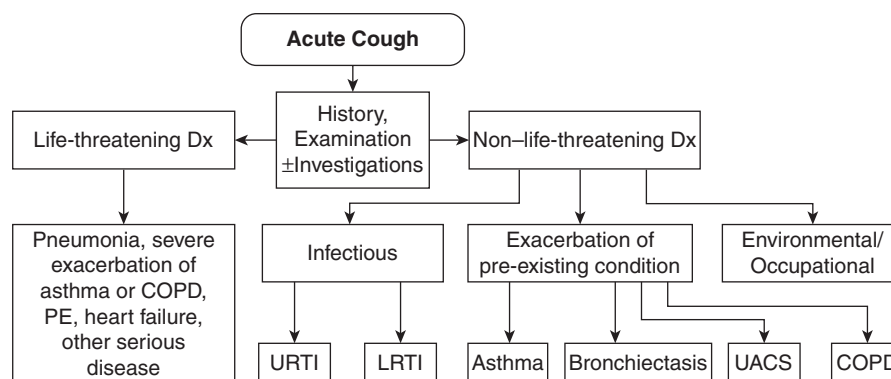 Acute Cough
History,
Examination
±Investigations
Life-threatening Dx
Non–life-threatening Dx
Pneumonia, severe
exacerbation of
asthma or COPD,
PE, heart failure,
other serious
disease
Infectious
Exacerbation of
pre-existing condition
Environmental/
Occupational
URTI
LRTI
Asthma
Bronchiectasis
UACS
COPD